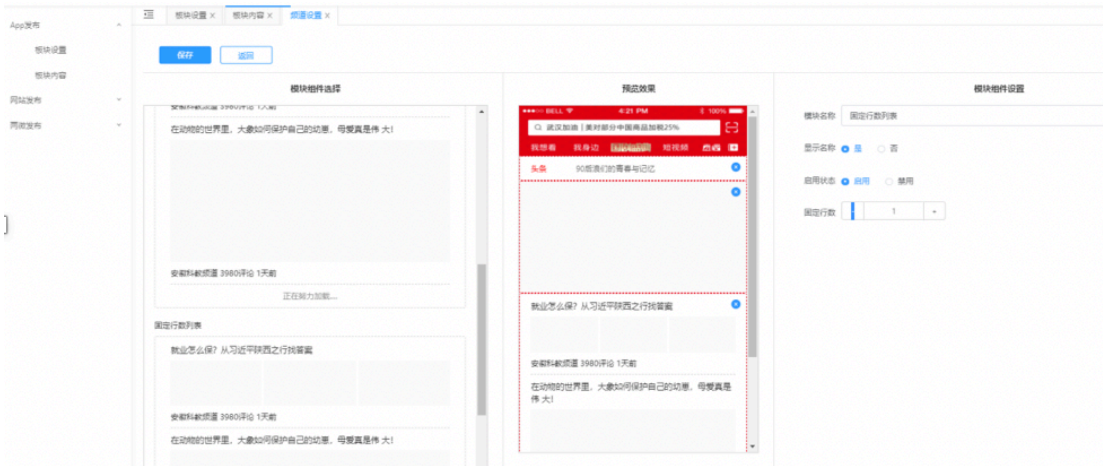 App发布
板块设置
板块内容
网站发布
两微发布
板块设置 ×
板块内容 ×
频道设置 ×
保存
返回
模块组件选择
安徽科教频道 3980评论 1天前
在动物的世界里，大象如何保护自己的幼崽，母爱真是伟 大！
安徽科教频道 3980评论 1天前
正在努力加载...
固定行数列表
就业怎么保？从习近平陕西之行找答案
安徽科教频道 3980评论 1天前
在动物的世界里，大象如何保护自己的幼崽，母爱真是伟 大！
预览效果
BELL
4:21 PM
100%
武汉加油 | 美对部分中国商品加税25%
我想看
我身边
短视频
头条
90后我们的青春与记忆
就业怎么保？从习近平陕西之行找答案
安徽科教频道 3980评论 1天前
在动物的世界里，大象如何保护自己的幼崽，母爱真是
伟 大！
模块组件设置
模块名称
固定行数列表
显示名称
是
否
启用状态
启用
禁用
固定行数
-
1
+